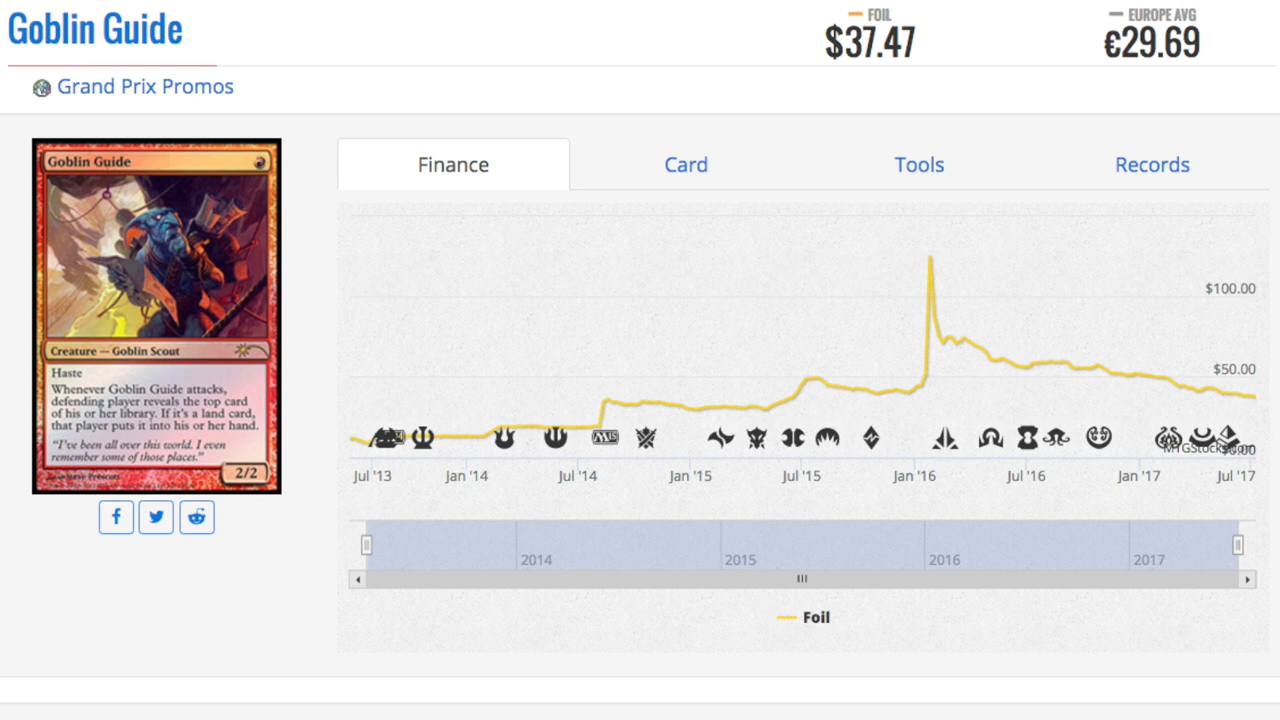 Goblin Guide
FOIL
$37.47
EUROPE AVG
€29.69
Grand Prix Promos
Goblin Guide
Creature — Goblin Scout
Haste
Whenever Goblin Guide attacks,
defending player reveals the top card
of his or her library. If it's a land card,
that player puts it into his or her hand.
"I've been all over this world. I even
remember some of those places."
2/2
Finance
Card
Tools
Records
$100.00
$50.00
$0.00
M15
Jul '13
Jan '14
Jul '14
Jan '15
Jul '15
Jan '16
Jul '16
Jan '17
Jul '17
2014
2015
2016
2017
Foil